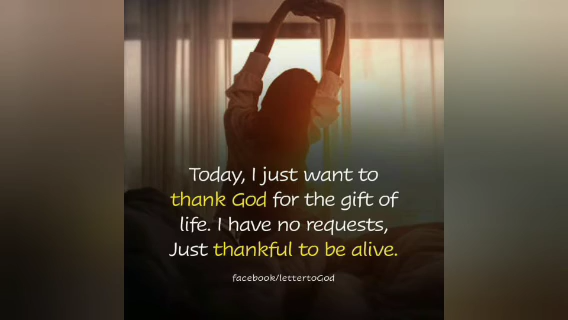 Today, I just want to
thank God for the gift of
life. I have no requests,
Just thankful to be alive.
facebook/lettertoGod